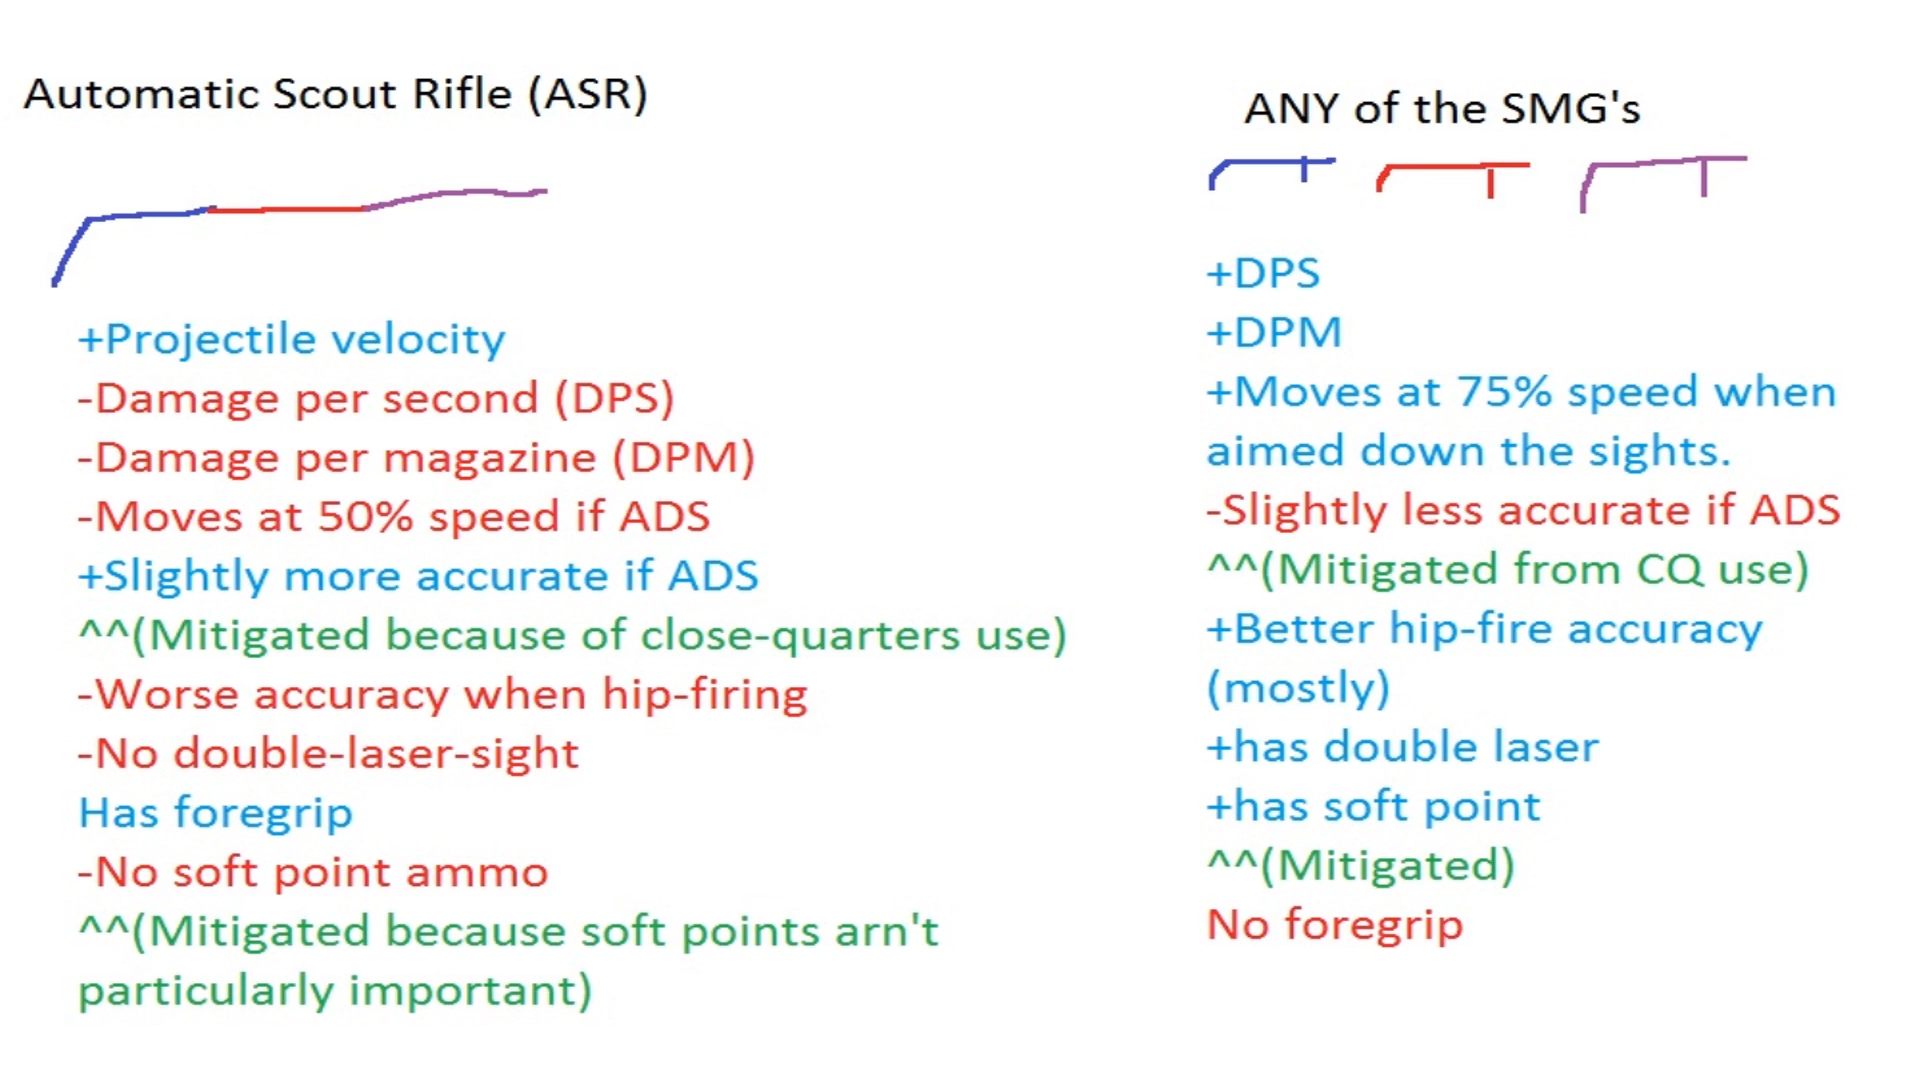 Automatic Scout Rifle (ASR)
+Projectile velocity
-Damage per second (DPS)
-Damage per magazine (DPM)
-Moves at 50% speed if ADS
+Slightly more accurate if ADS
^^(Mitigated because of close-quarters use)
-Worse accuracy when hip-firing
-No double-laser-sight
Has foregrip
-No soft point ammo
^^(Mitigated because soft points arn't
particularly important)
ANY of the SMG's
+DPS
+DPM
+Moves at 75% speed when
aimed down the sights.
-Slightly less accurate if ADS
^^(Mitigated from CQ use)
+Better hip-fire accuracy
(mostly)
+has double laser
+has soft point
^^(Mitigated)
No foregrip